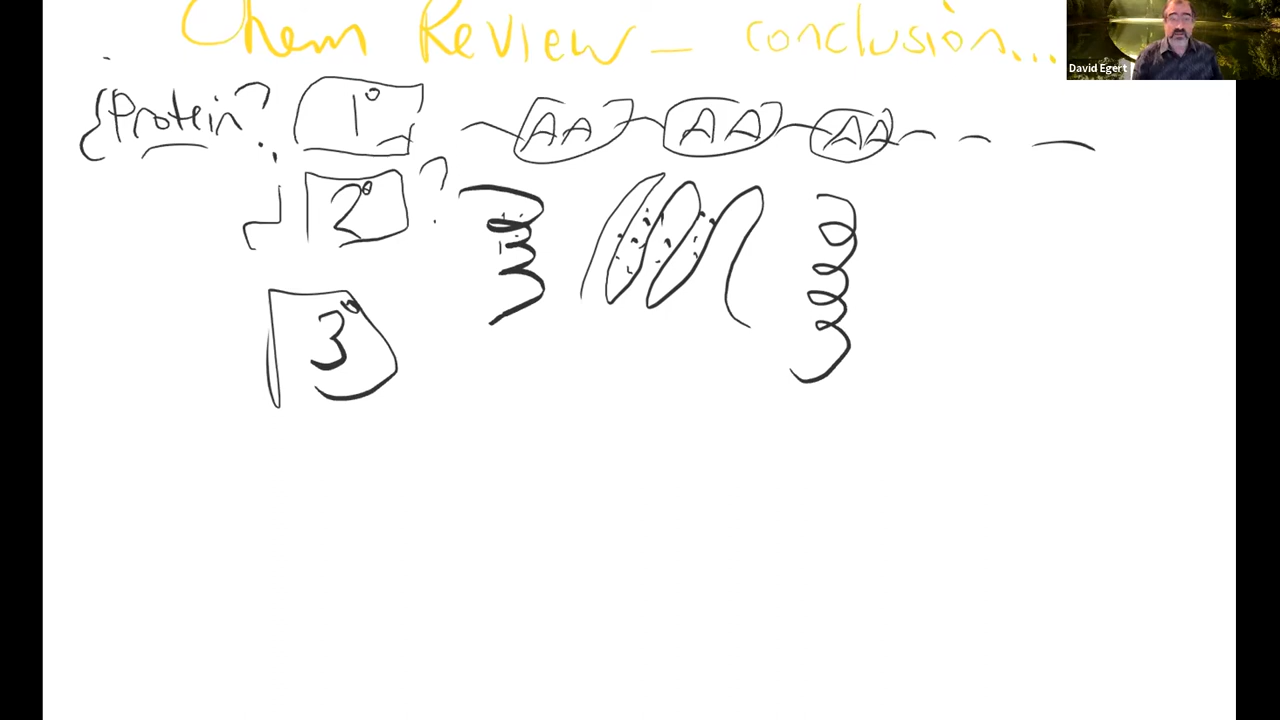 Chem Review - conclusion...
David Egert
{Protein? 1° AA AA AA
2° ?
3°